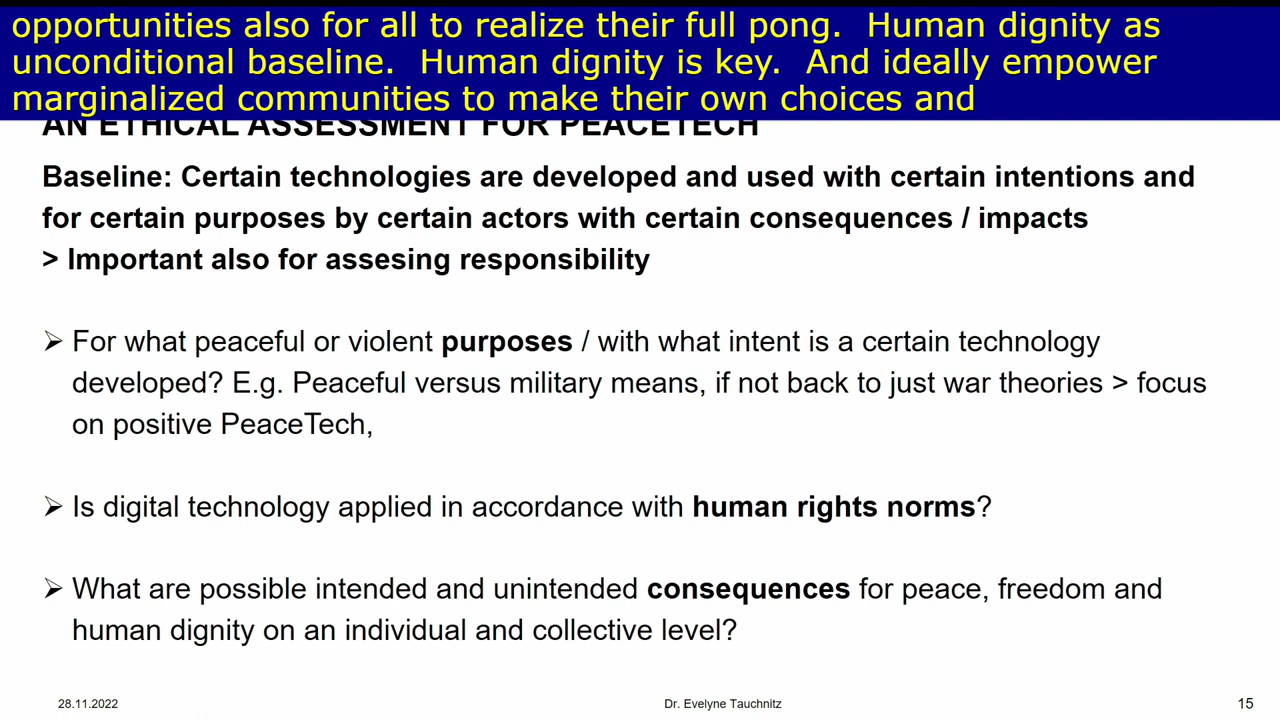 opportunities also for all to realize their full pong.  Human dignity as
unconditional baseline.  Human dignity is key.  And ideally empower
marginalized communities to make their own choices and
AN ETHICAL ASSESSMENT FOR PEACETECH
Baseline: Certain technologies are developed and used with certain intentions and
for certain purposes by certain actors with certain consequences / impacts
> Important also for assesing responsibility
➢ For what peaceful or violent purposes / with what intent is a certain technology
developed? E.g. Peaceful versus military means, if not back to just war theories > focus
on positive PeaceTech,
➢ Is digital technology applied in accordance with human rights norms?
➢ What are possible intended and unintended consequences for peace, freedom and
human dignity on an individual and collective level?
28.11.2022 Dr. Evelyne Tauchnitz 15